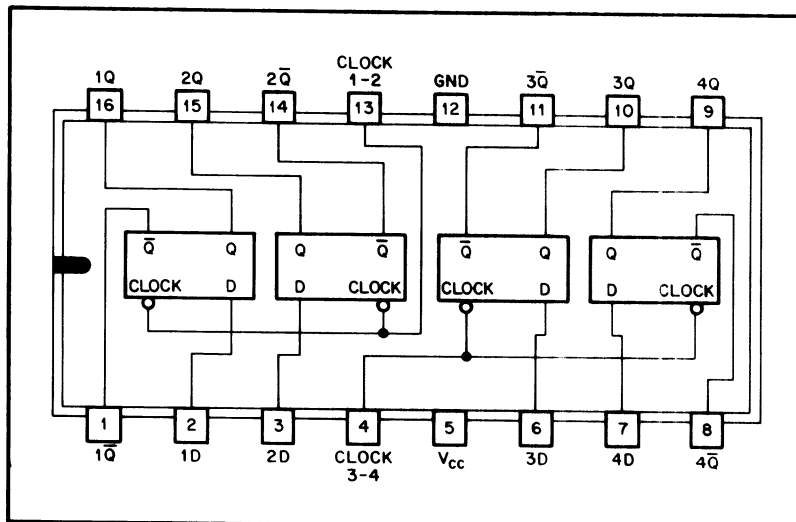 1Q 2Q 2Q̅ CLOCK 1-2 GND 3Q̅ 3Q 4Q
16 15 14 13 12 11 10 9
Q̅ Q Q Q̅ Q̅ Q Q Q̅
CLOCK D D CLOCK CLOCK D D CLOCK
1 2 3 4 5 6 7 8
1Q̅ 1D 2D CLOCK 3-4 VCC 3D 4D 4Q̅